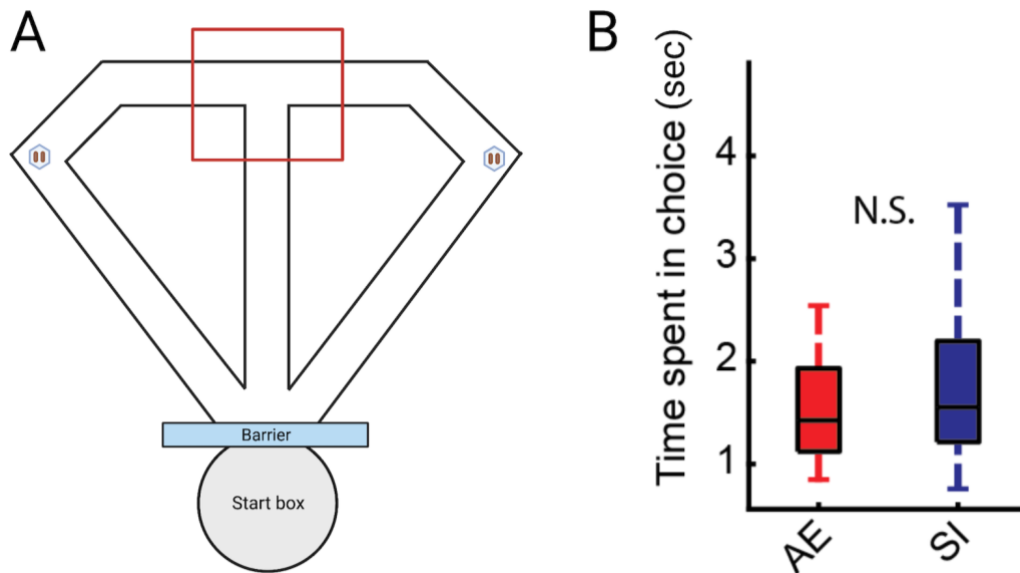 A
Barrier
Start box
B
Time spent in choice (sec)
4
3
2
1
N.S.
AE
SI